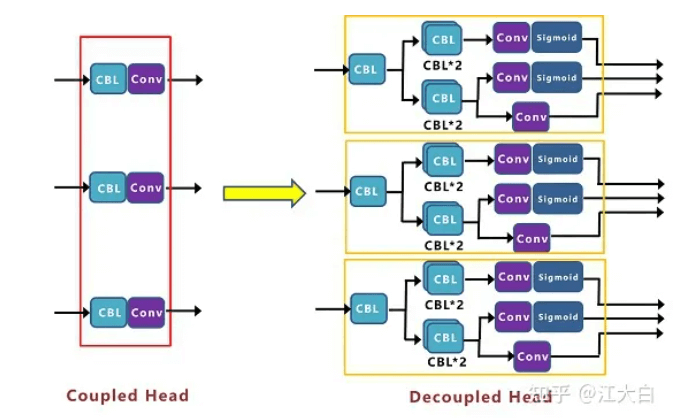 CBL Conv
CBL Conv
CBL Conv
Coupled Head
CBL
CBL
CBL*2
Conv Sigmoid
CBL
CBL*2
Conv Sigmoid
Conv
CBL
CBL
CBL*2
Conv Sigmoid
CBL
CBL*2
Conv Sigmoid
Conv
CBL
CBL
CBL*2
Conv Sigmoid
CBL
CBL*2
Conv Sigmoid
Conv
Decoupled Head
知乎 @江大白